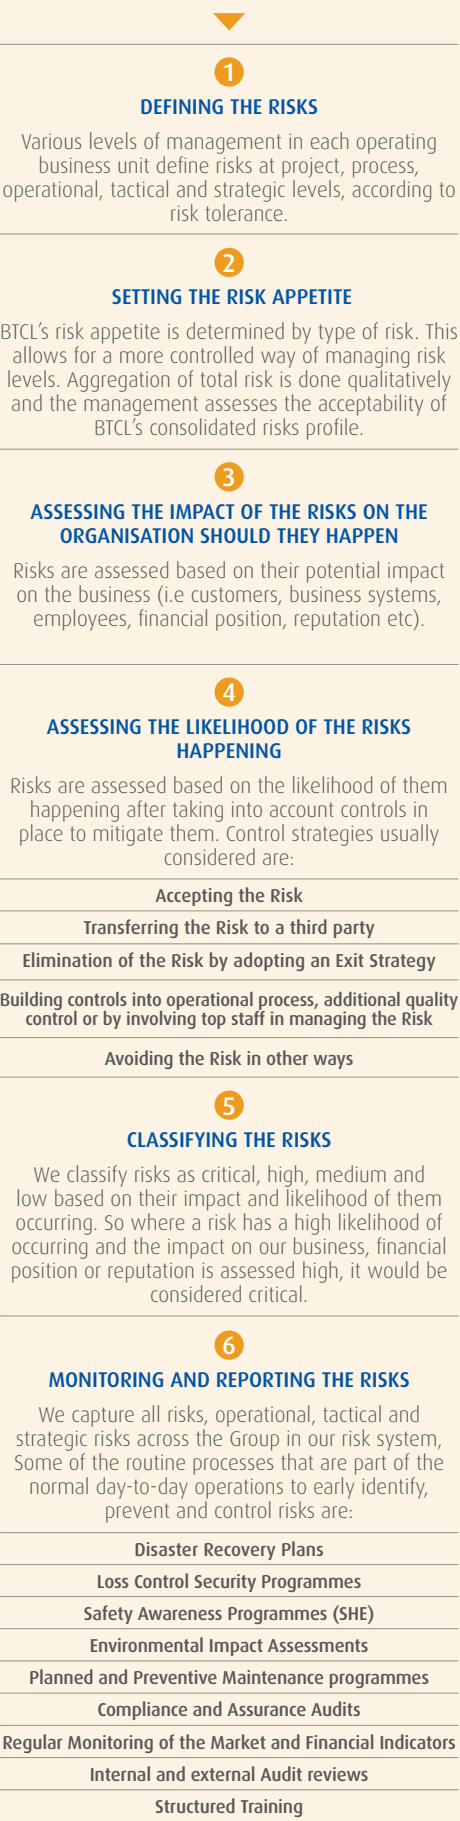 1
DEFINING THE RISKS
Various levels of management in each operating
business unit define risks at project, process,
operational, tactical and strategic levels, according to
risk tolerance.
2
SETTING THE RISK APPETITE
BTCL's risk appetite is determined by type of risk. This
allows for a more controlled way of managing risk
levels. Aggregation of total risk is done qualitatively
and the management assesses the acceptability of
BTCL's consolidated risks profile.
3
ASSESSING THE IMPACT OF THE RISKS ON THE
ORGANISATION SHOULD THEY HAPPEN
Risks are assessed based on their potential impact
on the business (i.e customers, business systems,
employees, financial position, reputation etc).
4
ASSESSING THE LIKELIHOOD OF THE RISKS
HAPPENING
Risks are assessed based on the likelihood of them
happening after taking into account controls in
place to mitigate them. Control strategies usually
considered are:
Accepting the Risk
Transferring the Risk to a third party
Elimination of the Risk by adopting an Exit Strategy
Building controls into operational process, additional quality
control or by involving top staff in managing the Risk
Avoiding the Risk in other ways
5
CLASSIFYING THE RISKS
We classify risks as critical, high, medium and
low based on their impact and likelihood of them
occurring. So where a risk has a high likelihood of
occurring and the impact on our business, financial
position or reputation is assessed high, it would be
considered critical.
6
MONITORING AND REPORTING THE RISKS
We capture all risks, operational, tactical and
strategic risks across the Group in our risk system,
Some of the routine processes that are part of the
normal day-to-day operations to early identify,
prevent and control risks are:
Disaster Recovery Plans
Loss Control Security Programmes
Safety Awareness Programmes (SHE)
Environmental Impact Assessments
Planned and Preventive Maintenance programmes
Compliance and Assurance Audits
Regular Monitoring of the Market and Financial Indicators
Internal and external Audit reviews
Structured Training